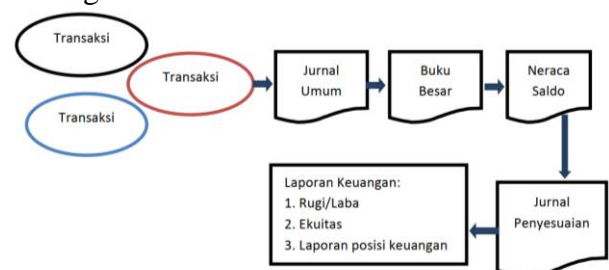 Transaksi
Transaksi
Transaksi
Jurnal
Umum
Buku
Besar
Neraca
Saldo
Laporan Keuangan:
1. Rugi/Laba
2. Ekuitas
3. Laporan posisi keuangan
Jurnal
Penyesuaian